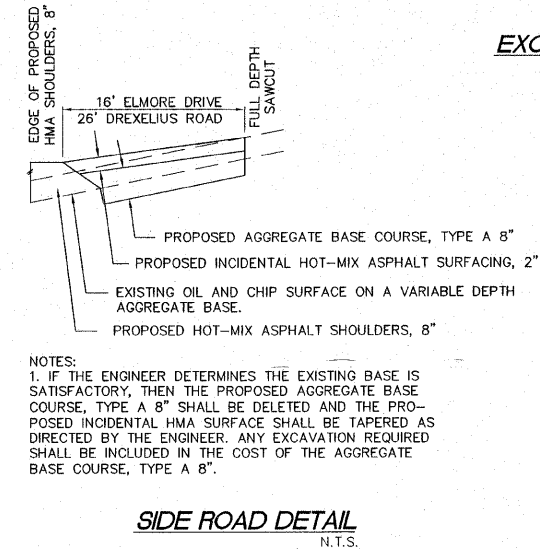 EDGE OF PROPOSED
HMA SHOULDERS, 8"
16' ELMORE DRIVE
26' DREXELIUS ROAD
FULL DEPTH
SAWCUT
EXC
PROPOSED AGGREGATE BASE COURSE, TYPE A 8"
PROPOSED INCIDENTAL HOT-MIX ASPHALT SURFACING, 2"
EXISTING OIL AND CHIP SURFACE ON A VARIABLE DEPTH
AGGREGATE BASE.
PROPOSED HOT-MIX ASPHALT SHOULDERS, 8"
NOTES:
1. IF THE ENGINEER DETERMINES THE EXISTING BASE IS
SATISFACTORY, THEN THE PROPOSED AGGREGATE BASE
COURSE, TYPE A 8" SHALL BE DELETED AND THE PRO-
POSED INCIDENTAL HMA SURFACE SHALL BE TAPERED AS
DIRECTED BY THE ENGINEER. ANY EXCAVATION REQUIRED
SHALL BE INCLUDED IN THE COST OF THE AGGREGATE
BASE COURSE, TYPE A 8".
SIDE ROAD DETAIL
N.T.S.